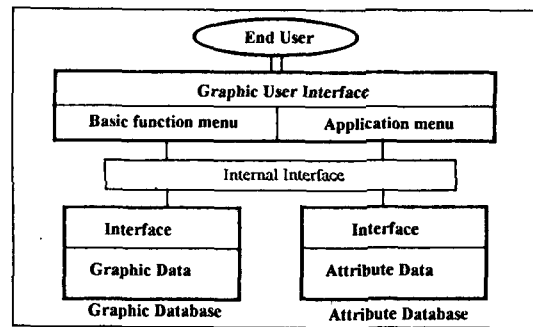 End User
Graphic User Interface
Basic function menu
Application menu
Internal Interface
Interface
Interface
Graphic Data
Attribute Data
Graphic Database
Attribute Database